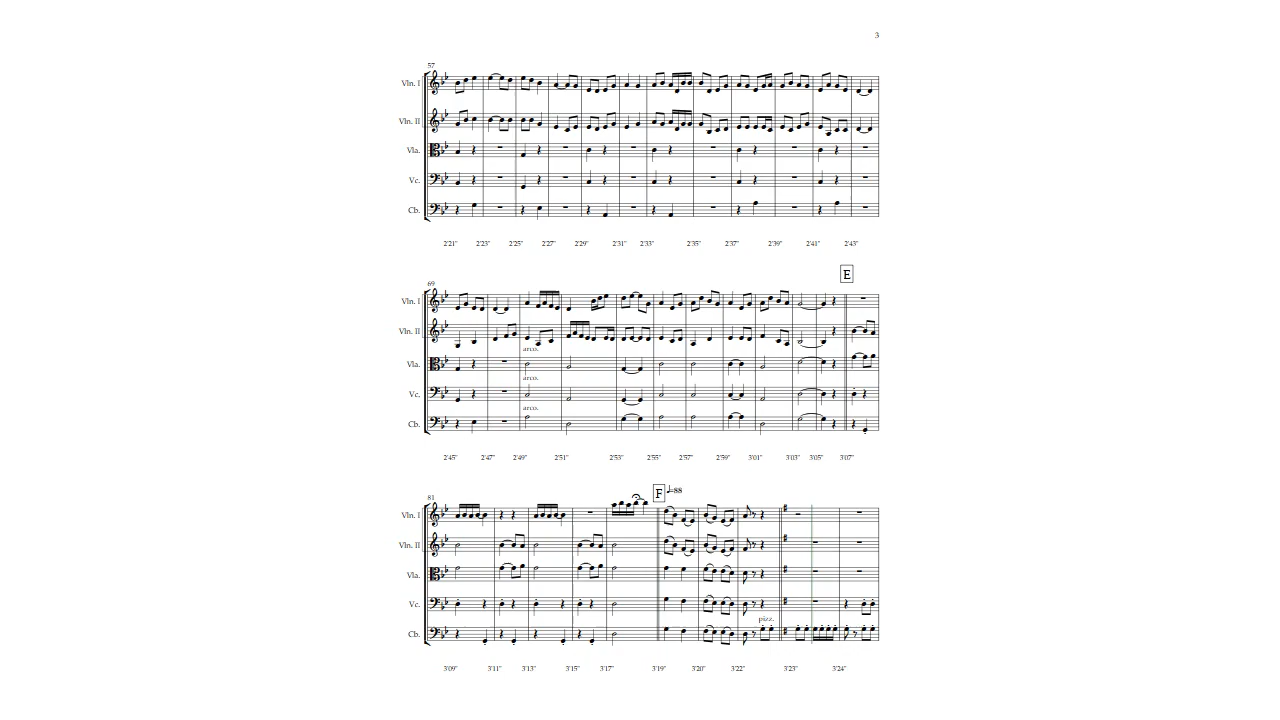 3
57
Vln. I
Vln. II
Vla.
Vc.
Cb.
2'21" 2'23" 2'25" 2'27" 2'29" 2'31" 2'33" 2'35" 2'37" 2'39" 2'41" 2'43"
E
69
Vln. I
Vln. II
arco.
Vla.
arco.
Vc.
arco.
Cb.
2'45" 2'47" 2'49" 2'51" 2'53" 2'55" 2'57" 2'59" 3'01" 3'03" 3'05" 3'07"
F ♩=88
81
Vln. I
Vln. II
Vla.
Vc.
pizz.
Cb.
3'09" 3'11" 3'13" 3'15" 3'17" 3'19" 3'20" 3'22" 3'23" 3'24"